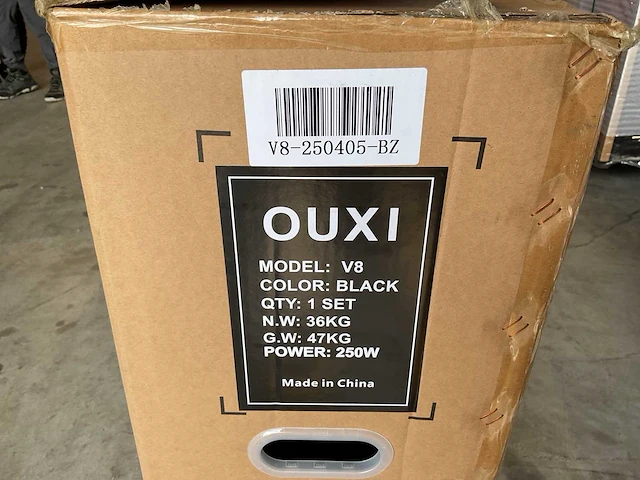 V8-250405-BZ
OUXI
MODEL: V8
COLOR: BLACK
QTY: 1 SET
N.W: 36KG
G.W: 47KG
POWER: 250W
Made in China